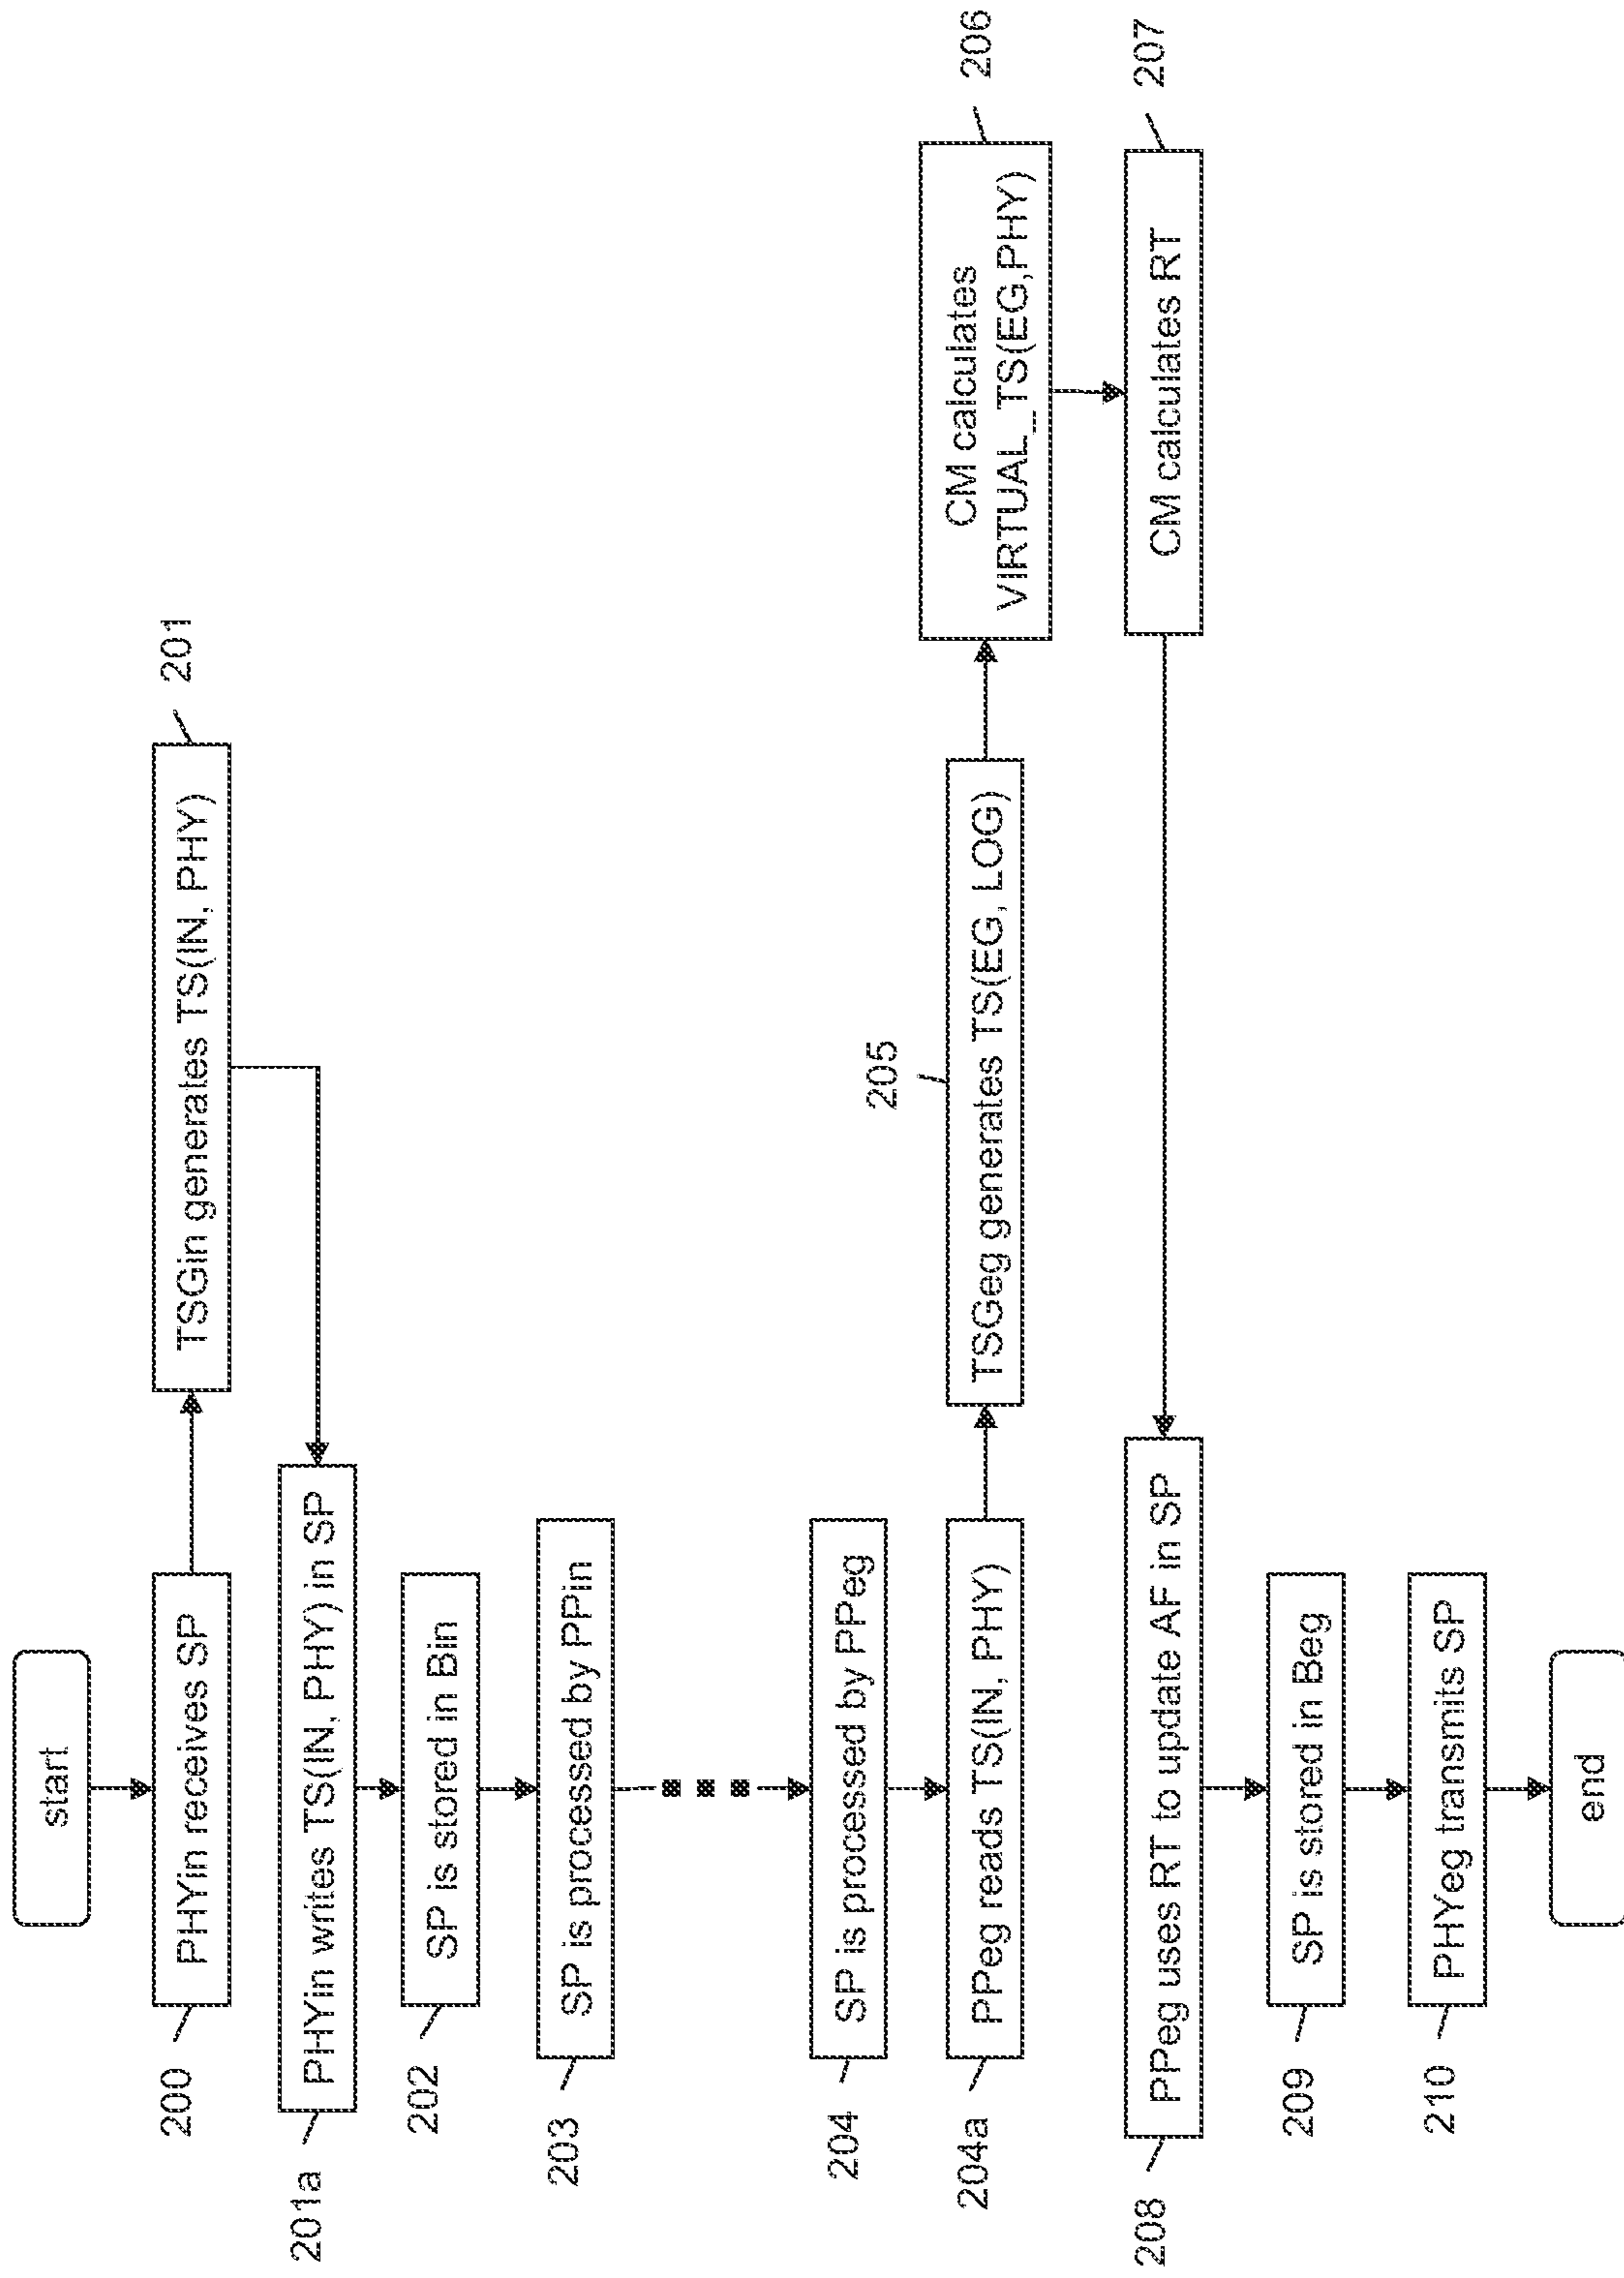 start
200
PHYin receives SP
TSGin generates TS(IN, PHY)
201
201a
PHYin writes TS(IN, PHY) in SP
202
SP is stored in Bin
203
SP is processed by PPin
204
SP is processed by PPeg
204a
PPeg reads TS(IN, PHY)
205
TSGeg generates TS(EG, LOG)
CM calculates
VIRTUAL_TS(EG,PHY)
206
CM calculates RT
207
208
PPeg uses RT to update AF in SP
209
SP is stored in Beg
210
PHYeg transmits SP
end